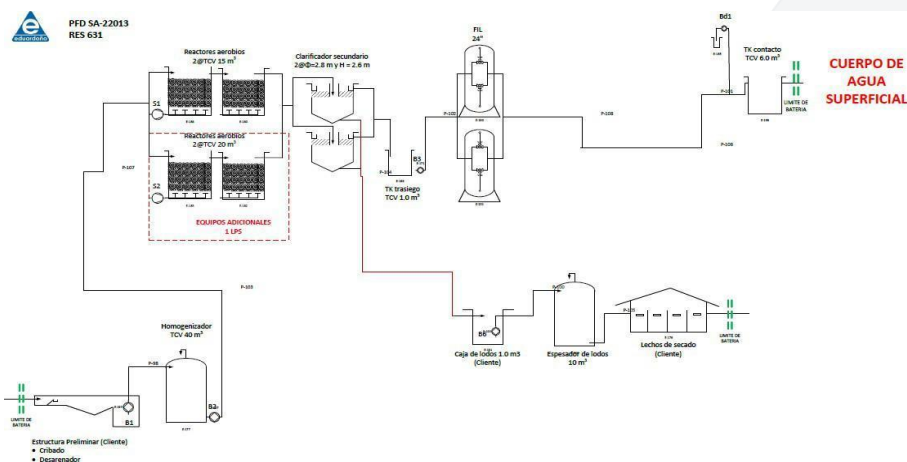 eduardoño
PFD SA-22013
RES 631
Reactores aerobios
2@TCV 15 m³
Clarificador secundario
2@Φ=2.8 m y H = 2.6 m
FIL
24"
Bd1
TK contacto
TCV 6.0 m³
CUERPO DE
AGUA
SUPERFICIAL
LIMITE DE
BATERIA
S1
P-100
P-108
P-101
Reactores aerobios
2@TCV 20 m³
P-107
S2
EQUIPOS ADICIONALES
1 LPS
B3
TK trasiego
TCV 1.0 m³
P-108
P-103
Homogenizador
TCV 40 m³
P-98
B1
B2
LIMITE DE
BATERIA
Estructura Preliminar (Cliente)
• Cribado
• Desarenador
B6
Caja de lodos 1.0 m3
(Cliente)
Espesador de lodos
10 m³
Lechos de secado
(Cliente)
LIMITE DE
BATERIA